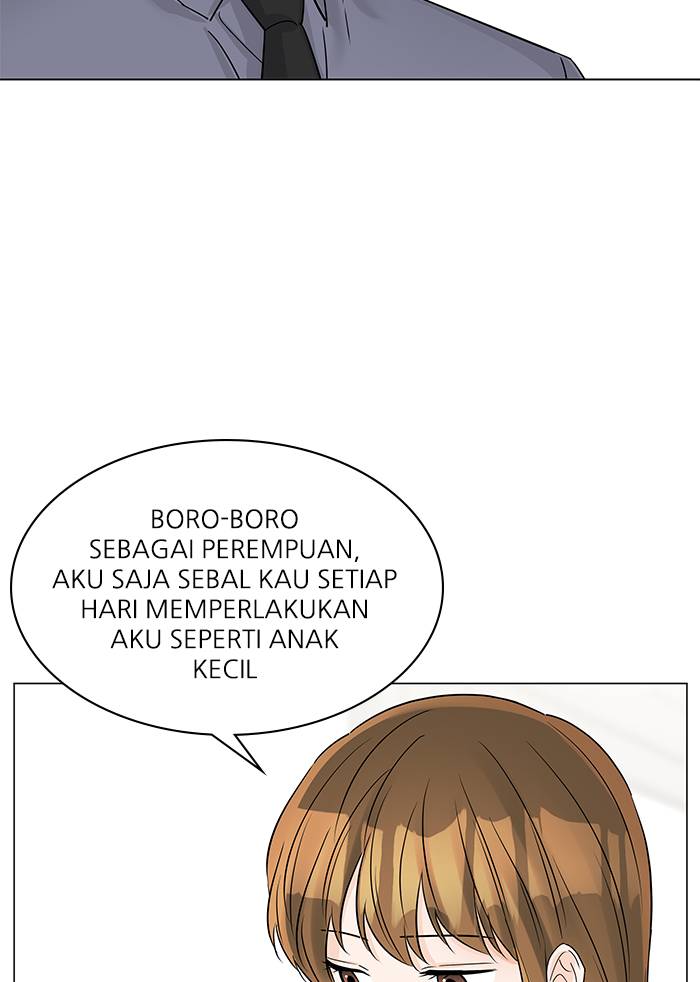 BORO-BORO
SEBAGAI PEREMPUAN,
AKU SAJA SEBAL KAU SETIAP
HARI MEMPERLAKUKAN
AKU SEPERTI ANAK
KECIL